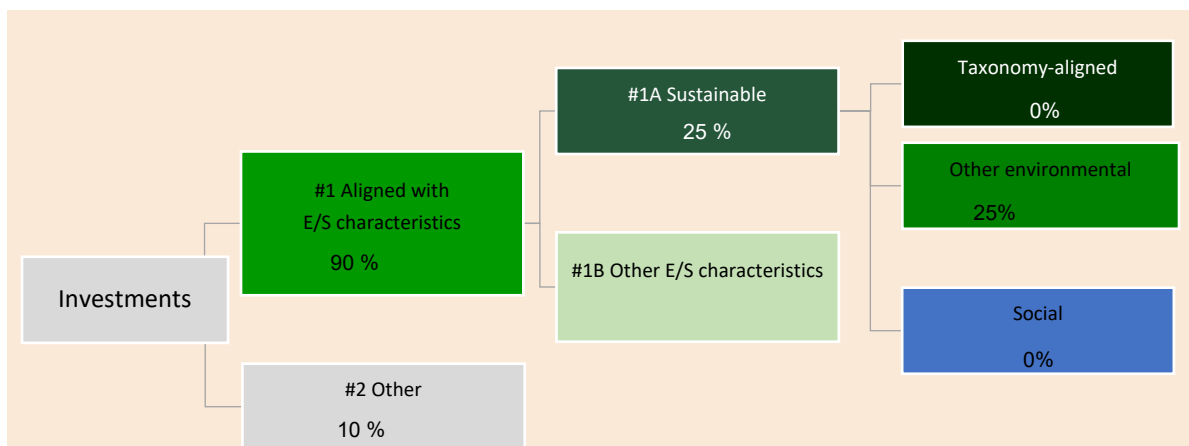 Investments
#1 Aligned with
E/S characteristics
90 %
#2 Other
10 %
#1A Sustainable
25 %
#1B Other E/S characteristics
Taxonomy-aligned
0%
Other environmental
25%
Social
0%